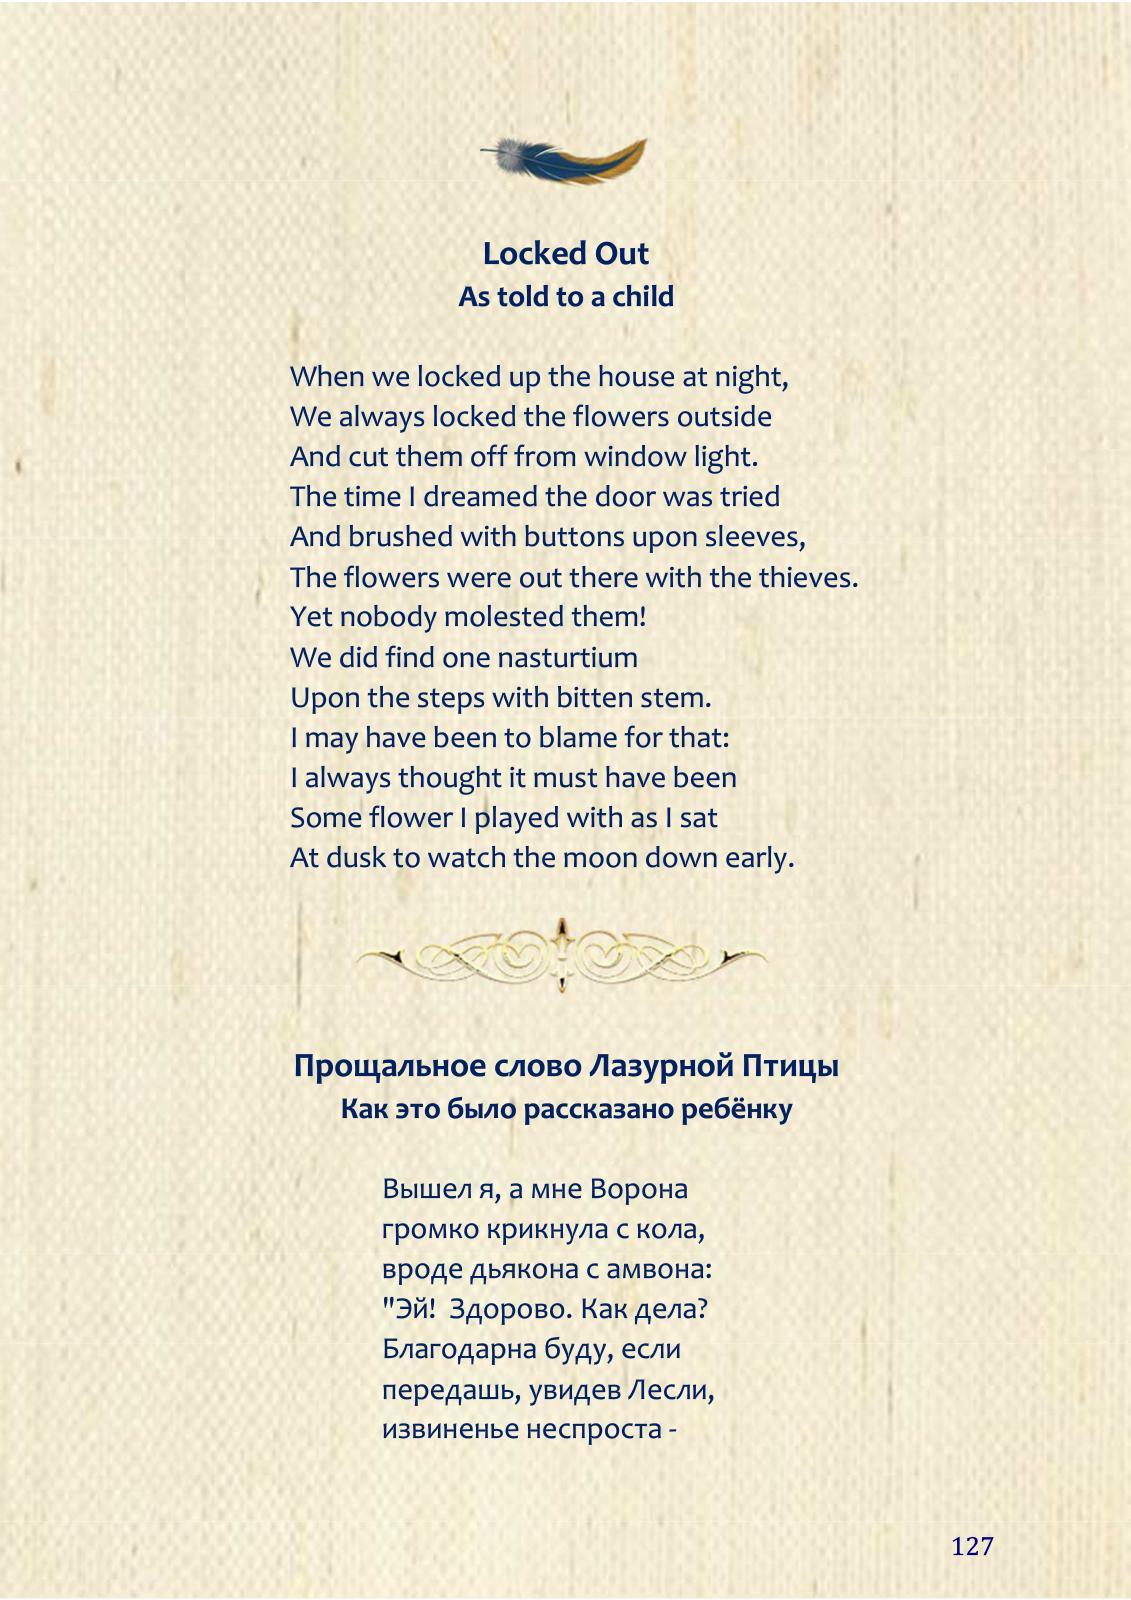 Locked Out
As told to a child
When we locked up the house at night,
We always locked the flowers outside
And cut them off from window light.
The time I dreamed the door was tried
And brushed with buttons upon sleeves,
The flowers were out there with the thieves.
Yet nobody molested them!
We did find one nasturtium
Upon the steps with bitten stem.
I may have been to blame for that:
I always thought it must have been
Some flower I played with as I sat
At dusk to watch the moon down early.
Прощальное слово Лазурной Птицы
Как это было рассказано ребёнку
Вышел я, а мне Ворона
громко крикнула с кола,
вроде дьякона с амвона:
"Эй!  Здорово. Как дела?
Благодарна буду, если
передашь, увидев Лесли,
извиненье неспроста -
127